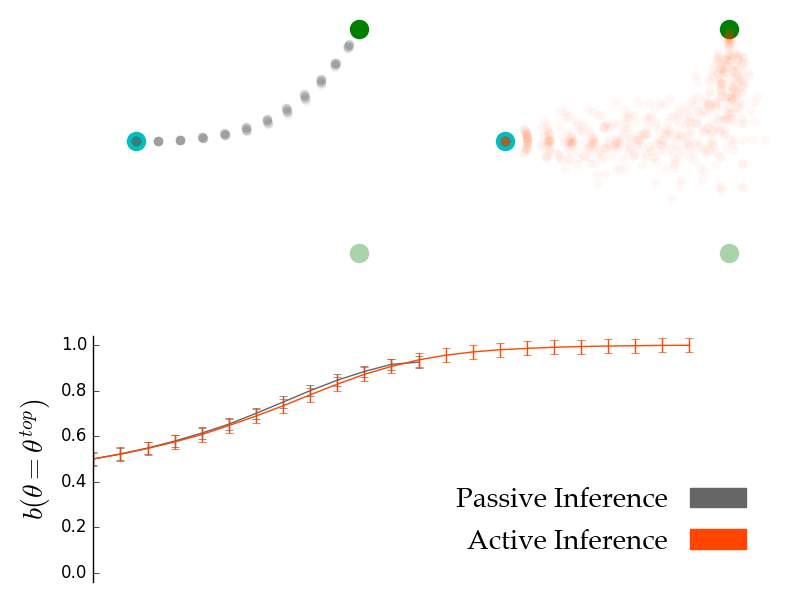 1.0
0.8
0.6
0.4
0.2
0.0
b(θ = θ^{top})
Passive Inference
Active Inference